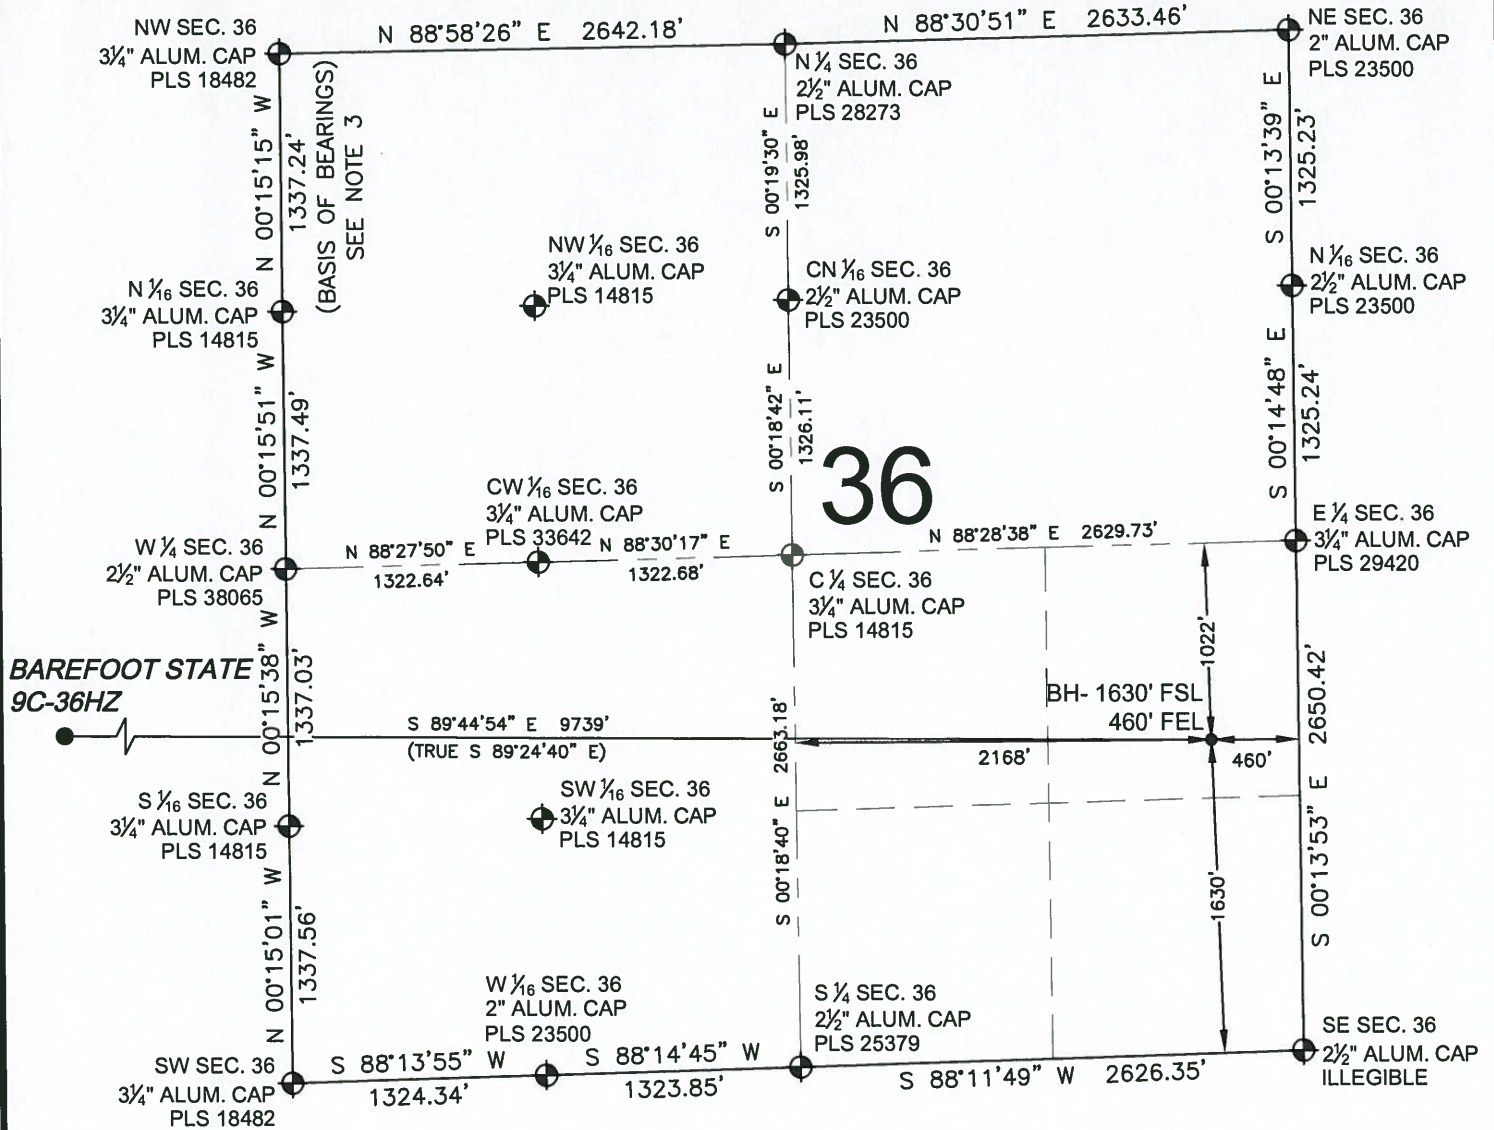 NW SEC. 36
3¼" ALUM. CAP
PLS 18482
N 88°58'26" E 2642.18'
N 88°30'51" E 2633.46'
NE SEC. 36
2" ALUM. CAP
PLS 23500
N ¼ SEC. 36
2½" ALUM. CAP
PLS 28273
N 00°15'15" W
1337.24'
(BASIS OF BEARINGS)
SEE NOTE 3
S 00°19'30" E
1325.98'
S 00°13'39" E
1325.23'
N 1⁄16 SEC. 36
3¼" ALUM. CAP
PLS 14815
NW 1⁄16 SEC. 36
3¼" ALUM. CAP
PLS 14815
CN 1⁄16 SEC. 36
2½" ALUM. CAP
PLS 23500
N 1⁄16 SEC. 36
2½" ALUM. CAP
PLS 23500
N 00°15'51" W
1337.49'
S 00°18'42" E
1326.11'
36
S 00°14'48" E
1325.24'
W ¼ SEC. 36
2½" ALUM. CAP
PLS 38065
CW 1⁄16 SEC. 36
3¼" ALUM. CAP
PLS 33642
N 88°27'50" E
1322.64'
N 88°30'17" E
1322.68'
N 88°28'38" E 2629.73'
E ¼ SEC. 36
3¼" ALUM. CAP
PLS 29420
C ¼ SEC. 36
3¼" ALUM. CAP
PLS 14815
BAREFOOT STATE
9C-36HZ
N 00°15'38" W
1337.03'
S 89°44'54" E 9739'
(TRUE S 89°24'40" E)
S 00°18'40" E 2663.18'
1022'
BH- 1630' FSL
460' FEL
2168'
460'
1630'
S 00°13'53" E 2650.42'
S 1⁄16 SEC. 36
3¼" ALUM. CAP
PLS 14815
SW 1⁄16 SEC. 36
3¼" ALUM. CAP
PLS 14815
N 00°15'01" W
1337.56'
W 1⁄16 SEC. 36
2" ALUM. CAP
PLS 23500
S ¼ SEC. 36
2½" ALUM. CAP
PLS 25379
SW SEC. 36
3¼" ALUM. CAP
PLS 18482
S 88°13'55" W
1324.34'
S 88°14'45" W
1323.85'
S 88°11'49" W 2626.35'
SE SEC. 36
2½" ALUM. CAP
ILLEGIBLE